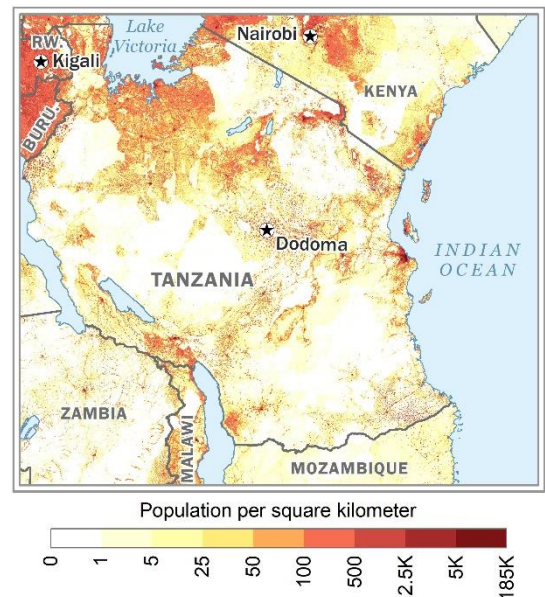 Lake
Victoria
Nairobi
RW.
Kigali
KENYA
BURU.
Dodoma
INDIAN
OCEAN
TANZANIA
ZAMBIA
MALAWI
MOZAMBIQUE
Population per square kilometer
0 1 5 25 50 100 500 2.5K 5K 185K